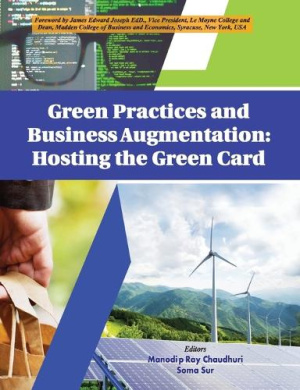 Foreword by James Edward Joseph EdD., Vice President, Le Moyne College and
Dean, Madden College of Business and Economics, Syracuse, New York, USA
Green Practices and
Business Augmentation:
Hosting the Green Card
Editors
Manodip Ray Chaudhuri
Soma Sur